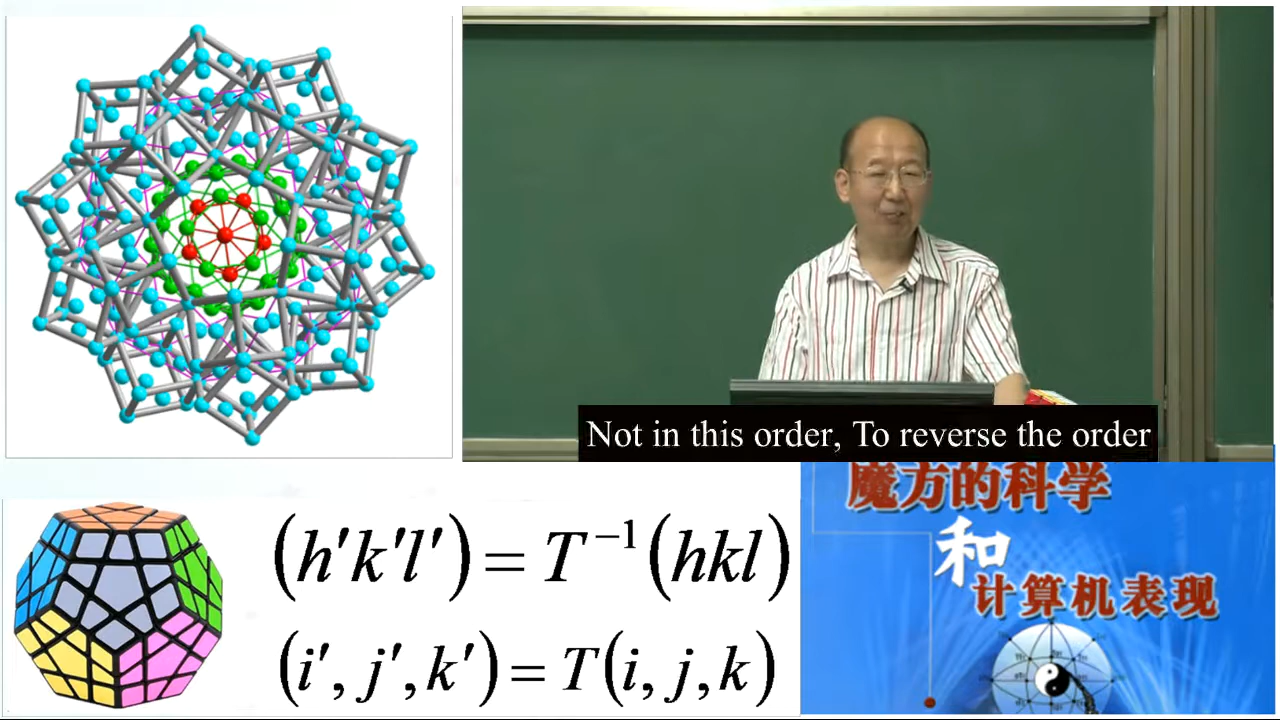 Not in this order, To reverse the order
(h′k′l′) = T⁻¹(hkl)
(i′, j′, k′) = T(i, j, k)
魔方的科学
和
计算机表现